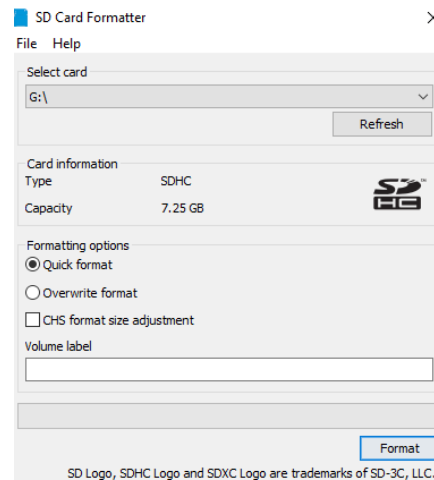 SD Card Formatter
File Help
Select card
G:\
Refresh
Card information
Type SDHC
Capacity 7.25 GB
SD HC
Formatting options
Quick format
Overwrite format
CHS format size adjustment
Volume label
Format
SD Logo, SDHC Logo and SDXC Logo are trademarks of SD-3C, LLC.